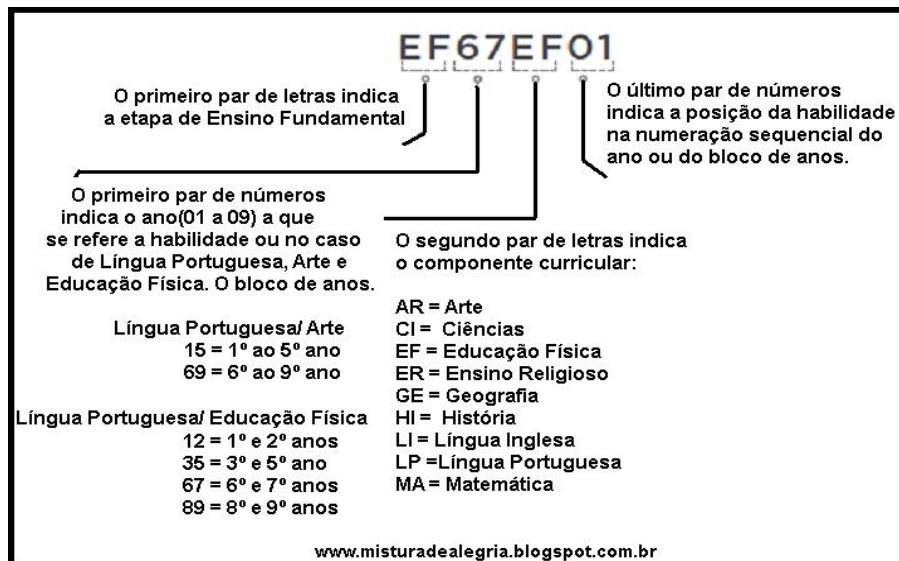 EF67EF01
O primeiro par de letras indica
a etapa de Ensino Fundamental
O último par de números
indica a posição da habilidade
na numeração sequencial do
ano ou do bloco de anos.
O primeiro par de números
indica o ano(01 a 09) a que
se refere a habilidade ou no caso
de Língua Portuguesa, Arte e
Educação Física. O bloco de anos.
Língua Portuguesa/ Arte
15 = 1º ao 5º ano
69 = 6º ao 9º ano
Língua Portuguesa/ Educação Física
12 = 1º e 2º anos
35 = 3º e 5º ano
67 = 6º e 7º anos
89 = 8º e 9º anos
O segundo par de letras indica
o componente curricular:
AR = Arte
CI = Ciências
EF = Educação Física
ER = Ensino Religioso
GE = Geografia
HI = História
LI = Língua Inglesa
LP =Língua Portuguesa
MA = Matemática
www.misturadealegria.blogspot.com.br